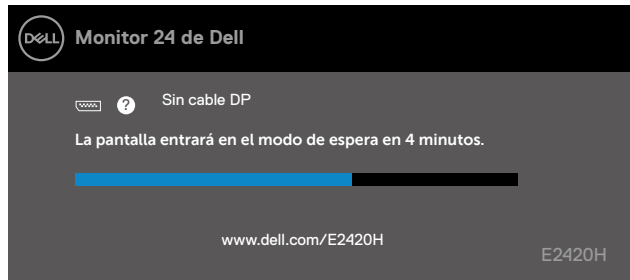 DELL
Monitor 24 de Dell
? Sin cable DP
La pantalla entrará en el modo de espera en 4 minutos.
www.dell.com/E2420H
E2420H